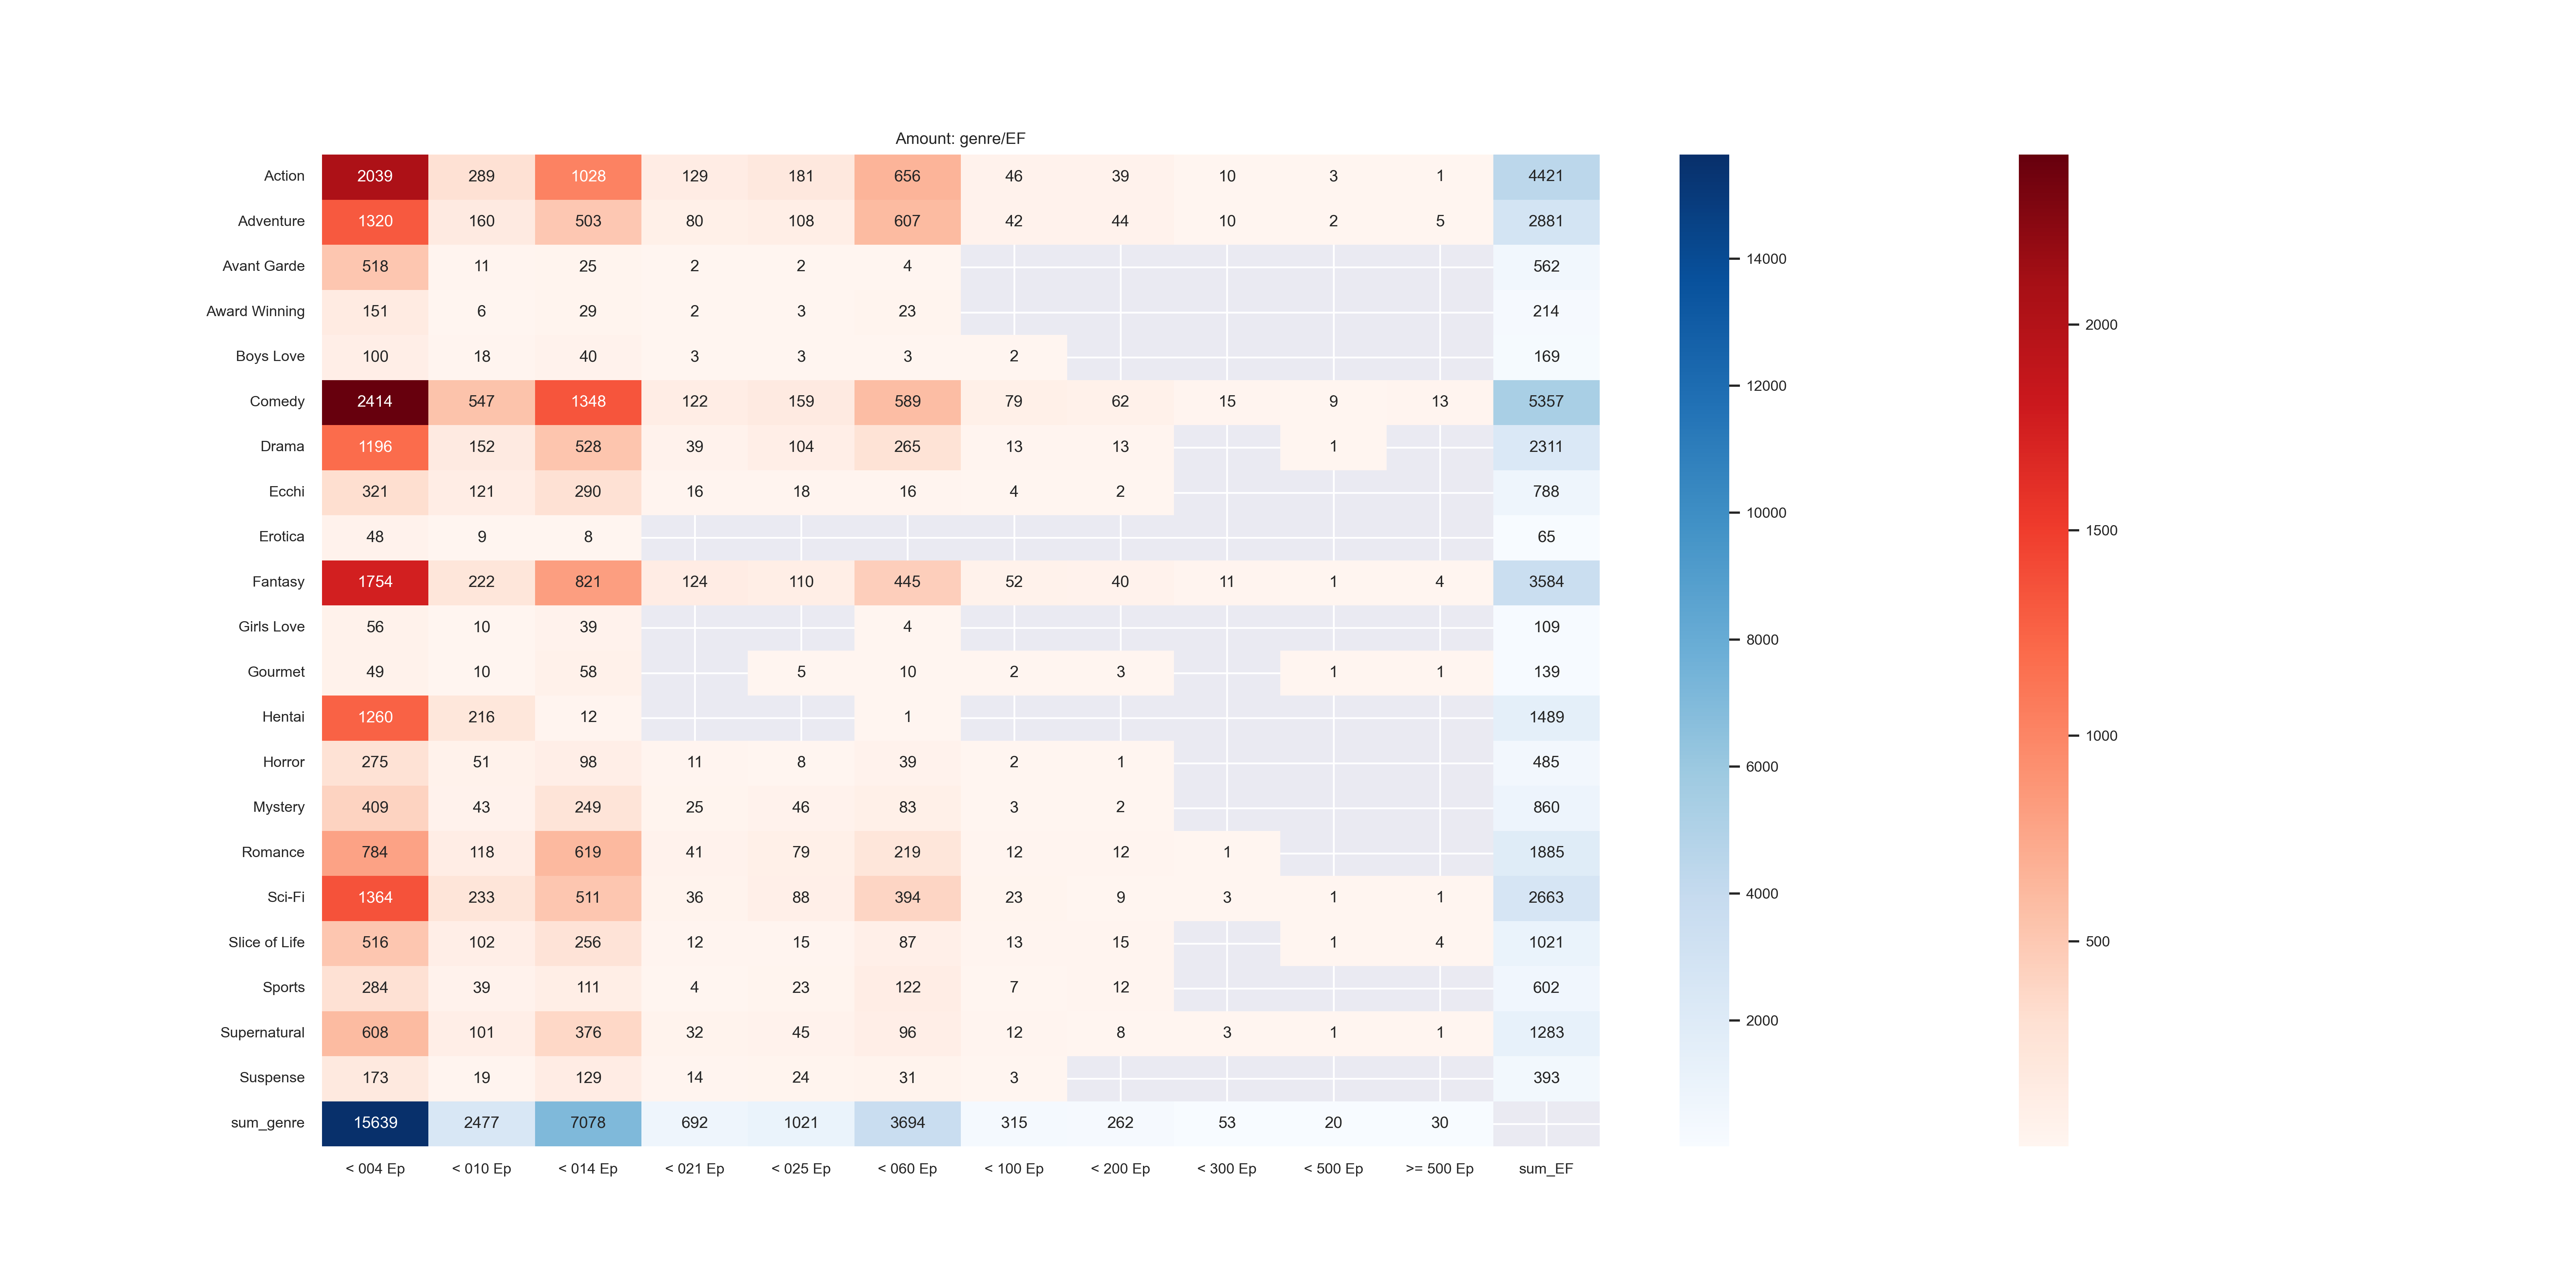 Amount: genre/EF
Action 2039 289 1028 129 181 656 46 39 10 3 1 4421
Adventure 1320 160 503 80 108 607 42 44 10 2 5 2881
Avant Garde 518 11 25 2 2 4 562
Award Winning 151 6 29 2 3 23 214
Boys Love 100 18 40 3 3 3 2 169
Comedy 2414 547 1348 122 159 589 79 62 15 9 13 5357
Drama 1196 152 528 39 104 265 13 13 1 2311
Ecchi 321 121 290 16 18 16 4 2 788
Erotica 48 9 8 65
Fantasy 1754 222 821 124 110 445 52 40 11 1 4 3584
Girls Love 56 10 39 4 109
Gourmet 49 10 58 5 10 2 3 1 1 139
Hentai 1260 216 12 1 1489
Horror 275 51 98 11 8 39 2 1 485
Mystery 409 43 249 25 46 83 3 2 860
Romance 784 118 619 41 79 219 12 12 1 1885
Sci-Fi 1364 233 511 36 88 394 23 9 3 1 1 2663
Slice of Life 516 102 256 12 15 87 13 15 1 4 1021
Sports 284 39 111 4 23 122 7 12 602
Supernatural 608 101 376 32 45 96 12 8 3 1 1 1283
Suspense 173 19 129 14 24 31 3 393
sum_genre 15639 2477 7078 692 1021 3694 315 262 53 20 30
< 004 Ep < 010 Ep < 014 Ep < 021 Ep < 025 Ep < 060 Ep < 100 Ep < 200 Ep < 300 Ep < 500 Ep >= 500 Ep sum_EF
14000
12000
10000
8000
6000
4000
2000
2000
1500
1000
500